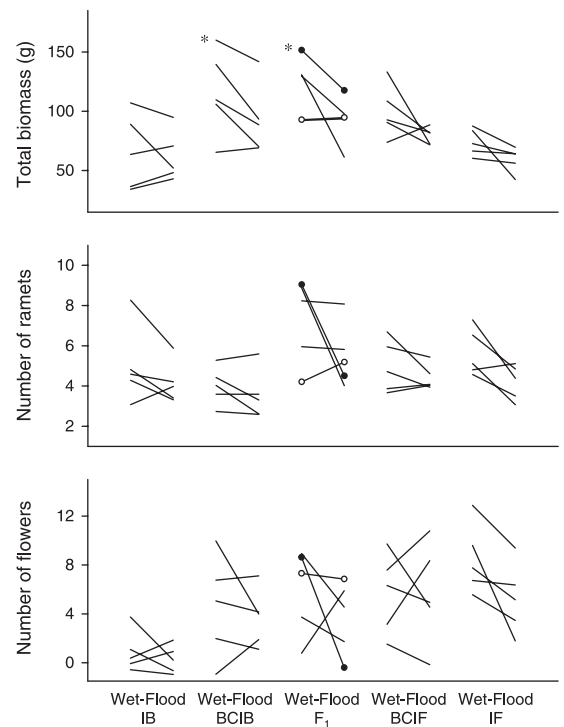 Total biomass (g)
150
100
50
*
*
Number of ramets
10
8
6
4
2
Number of flowers
12
8
4
0
Wet-Flood Wet-Flood Wet-Flood Wet-Flood Wet-Flood
IB BCIB F₁ BCIF IF